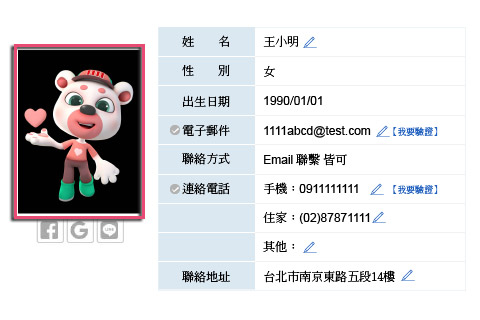 姓　　名 王小明
性　　別 女
出生日期 1990/01/01
電子郵件 1111abcd@test.com 【我要驗證】
聯絡方式 Email 聯繫 皆可
連絡電話 手機：0911111111 【我要驗證】
住家：(02)87871111
其他：
聯絡地址 台北市南京東路五段14樓